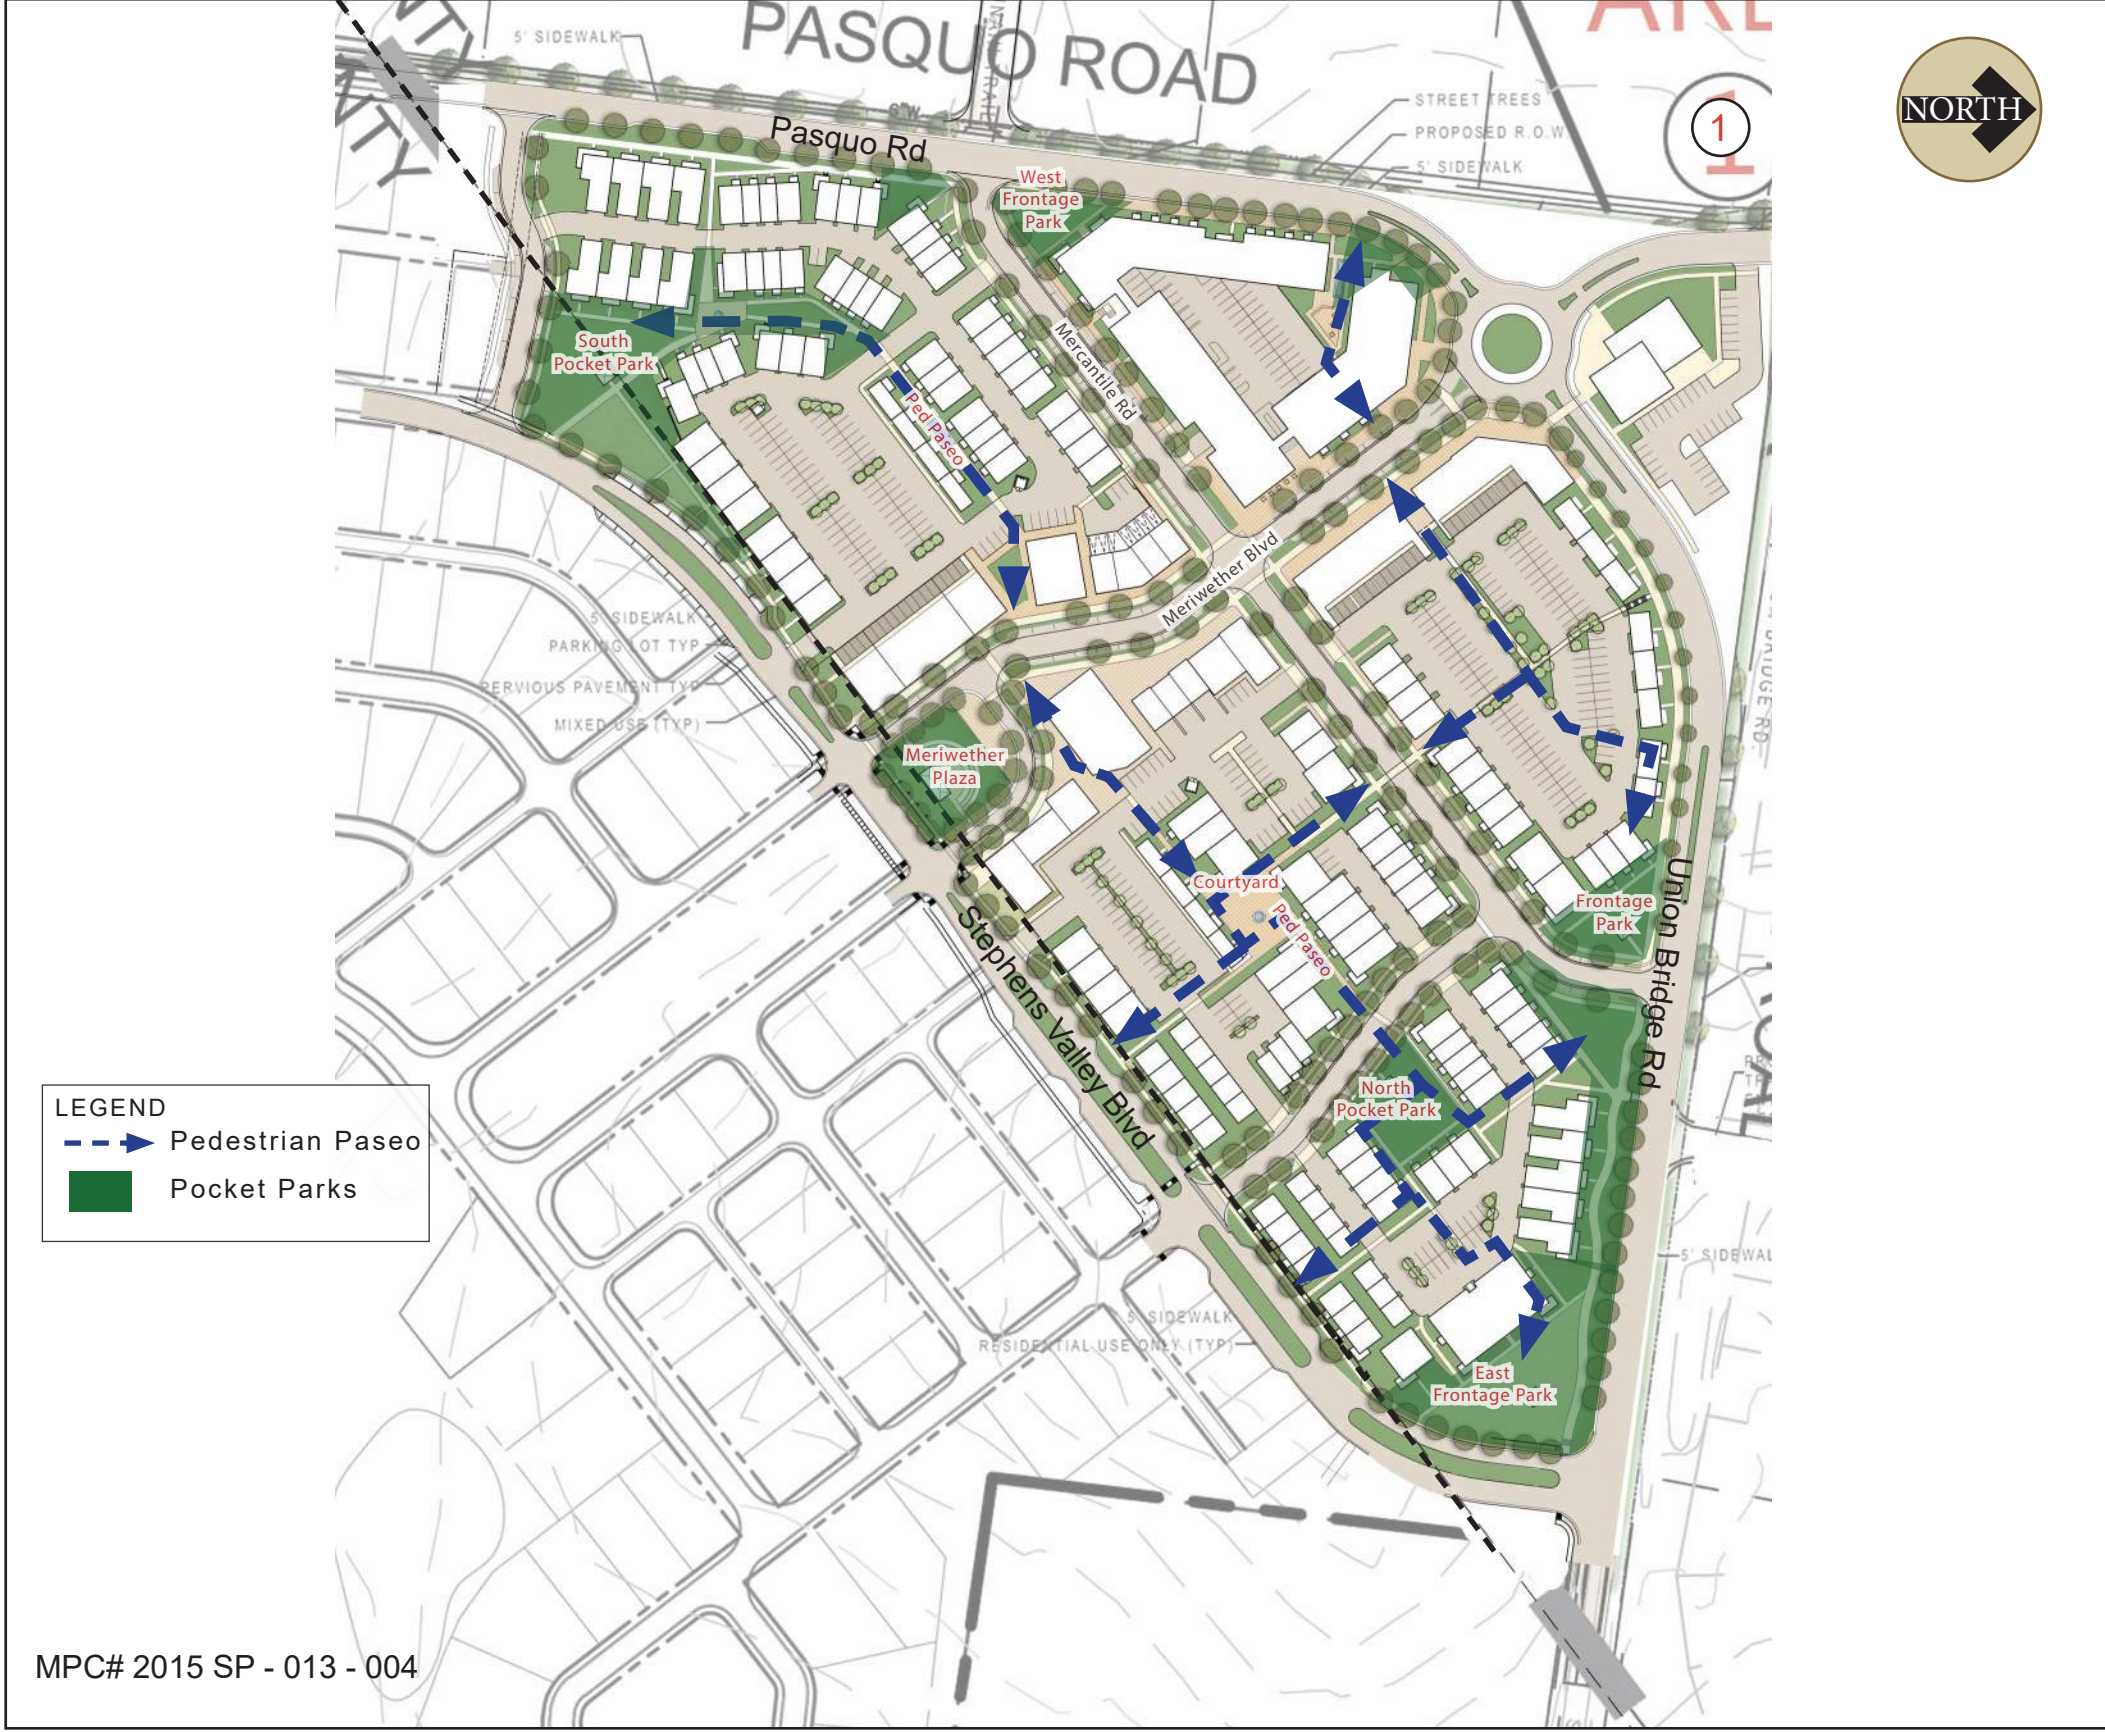 5' SIDEWALK
PASQUO ROAD
STREET TREES
PROPOSED R.O.W.
5' SIDEWALK
1
NORTH
Pasquo Rd
West
Frontage
Park
South
Pocket Park
Mercantile Rd
Ped Paseo
Meriwether Blvd
5' SIDEWALK
PARKING LOT TYP
PERVIOUS PAVEMENT TYP
MIXED USE (TYP)
Meriwether
Plaza
Courtyard
Ped Paseo
Frontage
Park
Union Bridge Rd
Stephens Valley Blvd
North
Pocket Park
LEGEND
Pedestrian Paseo
Pocket Parks
5' SIDEWAL
5' SIDEWALK
RESIDENTIAL USE ONLY (TYP)
East
Frontage Park
MPC# 2015 SP - 013 - 004